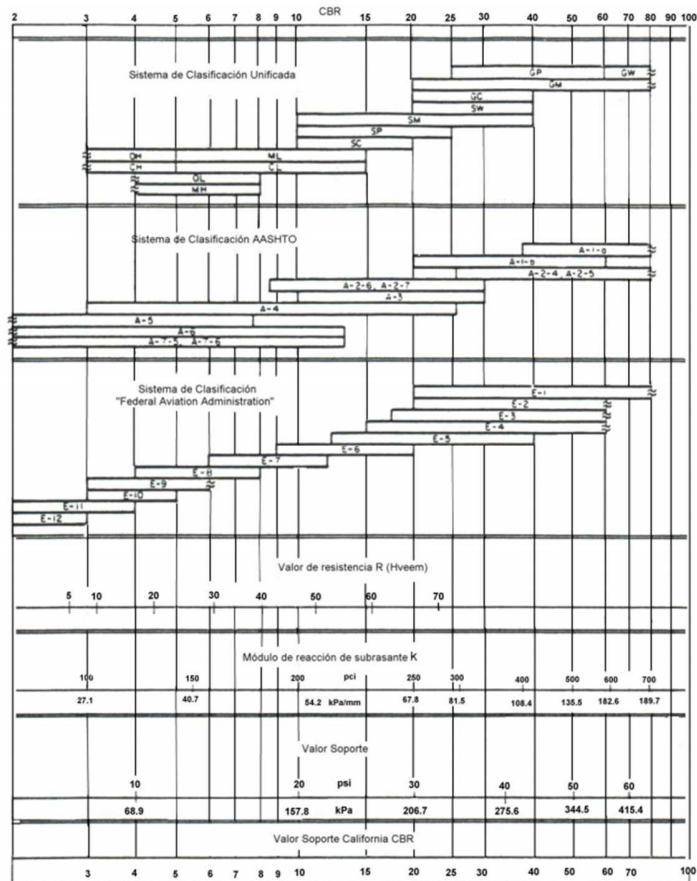 CBR
2 3 4 5 6 7 8 9 10 15 20 25 30 40 50 60 70 80 100
Sistema de Clasificación Unificada
GP GW
GM
GC
SW
SM
SP
SC
OH ML
CH CL
OL
MH
Sistema de Clasificación AASHTO
A-1-b
A-2-4, A-2-5
A-2-6, A-2-7
A-3
A-4
A-5
A-6
A-7-5, A-7-6
Sistema de Clasificación
"Federal Aviation Administration"
E-1
E-2
E-3
E-4
E-5
E-6
E-7
E-8
E-9
E-10
E-11
E-12
Valor de resistencia R (Hveem)
5 10 20 30 40 50 60 70
Módulo de reacción de subrasante K
100 150 200 pci 250 300 400 500 600 700
27.1 40.7 54.2 kPa/mm 67.8 81.5 108.4 135.5 182.6 189.7
Valor Soporte
10 20 psi 30 40 50 60
68.9 157.8 kPa 206.7 275.6 344.5 415.4
Valor Soporte California CBR
3 4 5 6 7 8 9 10 15 20 25 30 40 50 60 70 80 100